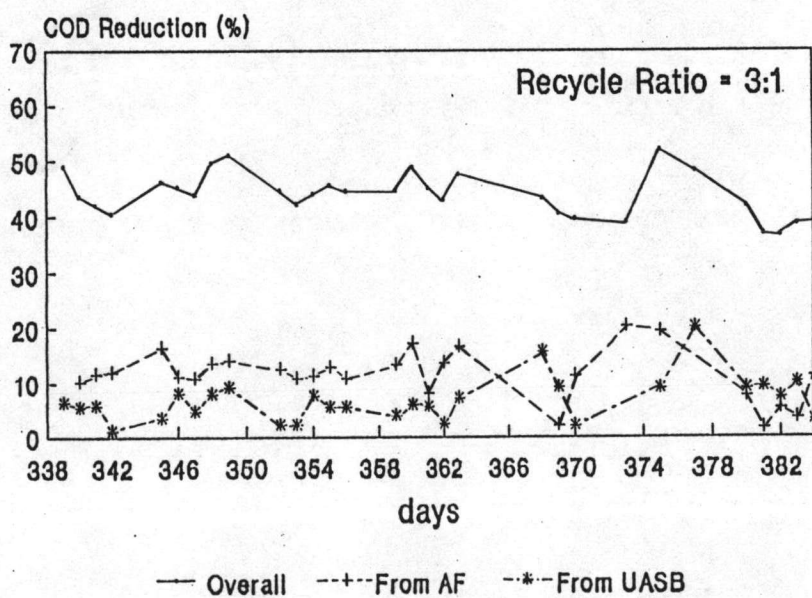 COD Reduction (%)
70
Recycle Ratio = 3:1
60
50
40
30
20
10
0
338 342 346 350 354 358 362 366 370 374 378 382
days
Overall From AF From UASB